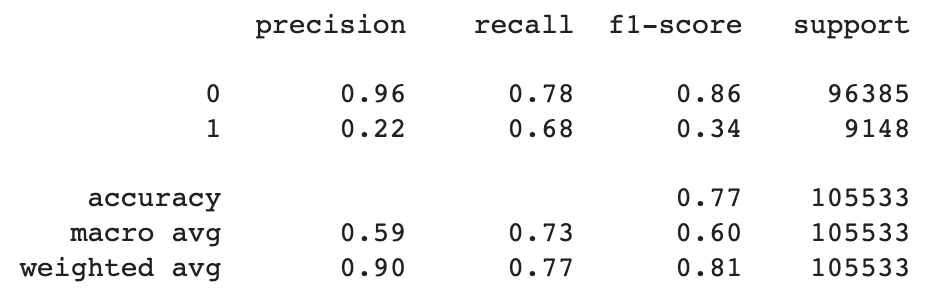 precision recall f1-score support
0 0.96 0.78 0.86 96385
1 0.22 0.68 0.34 9148
accuracy 0.77 105533
macro avg 0.59 0.73 0.60 105533
weighted avg 0.90 0.77 0.81 105533